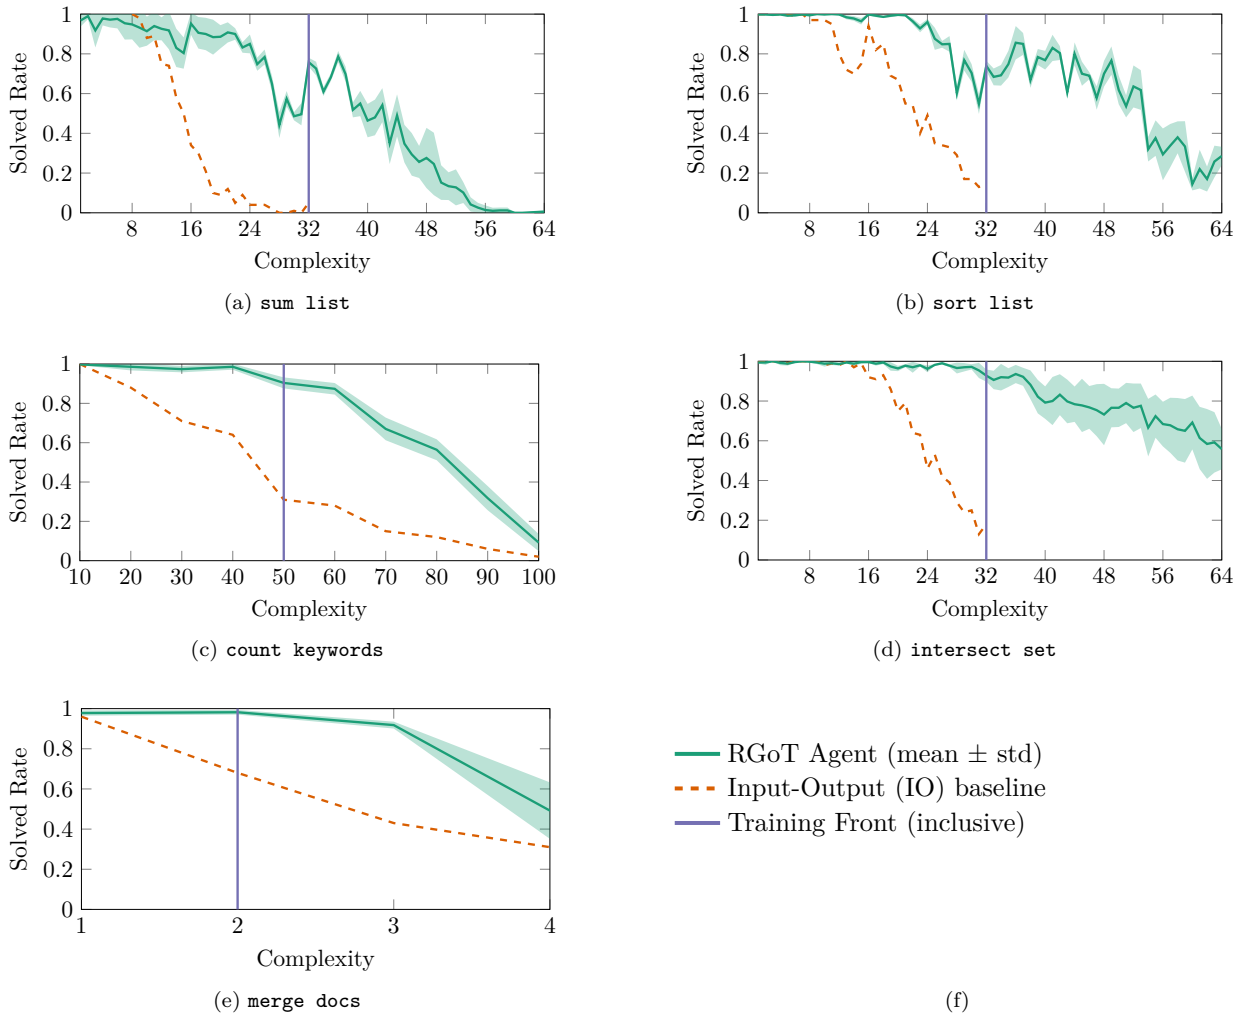 1
0.8
0.6
0.4
0.2
0
Solved Rate
8 16 24 32 40 48 56 64
Complexity
(a) sum list
1
0.8
0.6
0.4
0.2
0
Solved Rate
8 16 24 32 40 48 56 64
Complexity
(b) sort list
1
0.8
0.6
0.4
0.2
0
Solved Rate
10 20 30 40 50 60 70 80 90 100
Complexity
(c) count keywords
1
0.8
0.6
0.4
0.2
0
Solved Rate
8 16 24 32 40 48 56 64
Complexity
(d) intersect set
1
0.8
0.6
0.4
0.2
0
Solved Rate
1 2 3 4
Complexity
(e) merge docs
RGoT Agent (mean ± std)
Input-Output (IO) baseline
Training Front (inclusive)
(f)